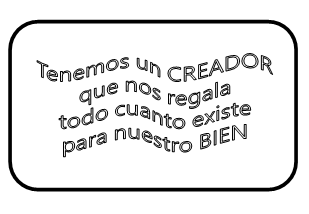 Tenemos un CREADOR
que nos regala
todo cuanto existe
para nuestro BIEN